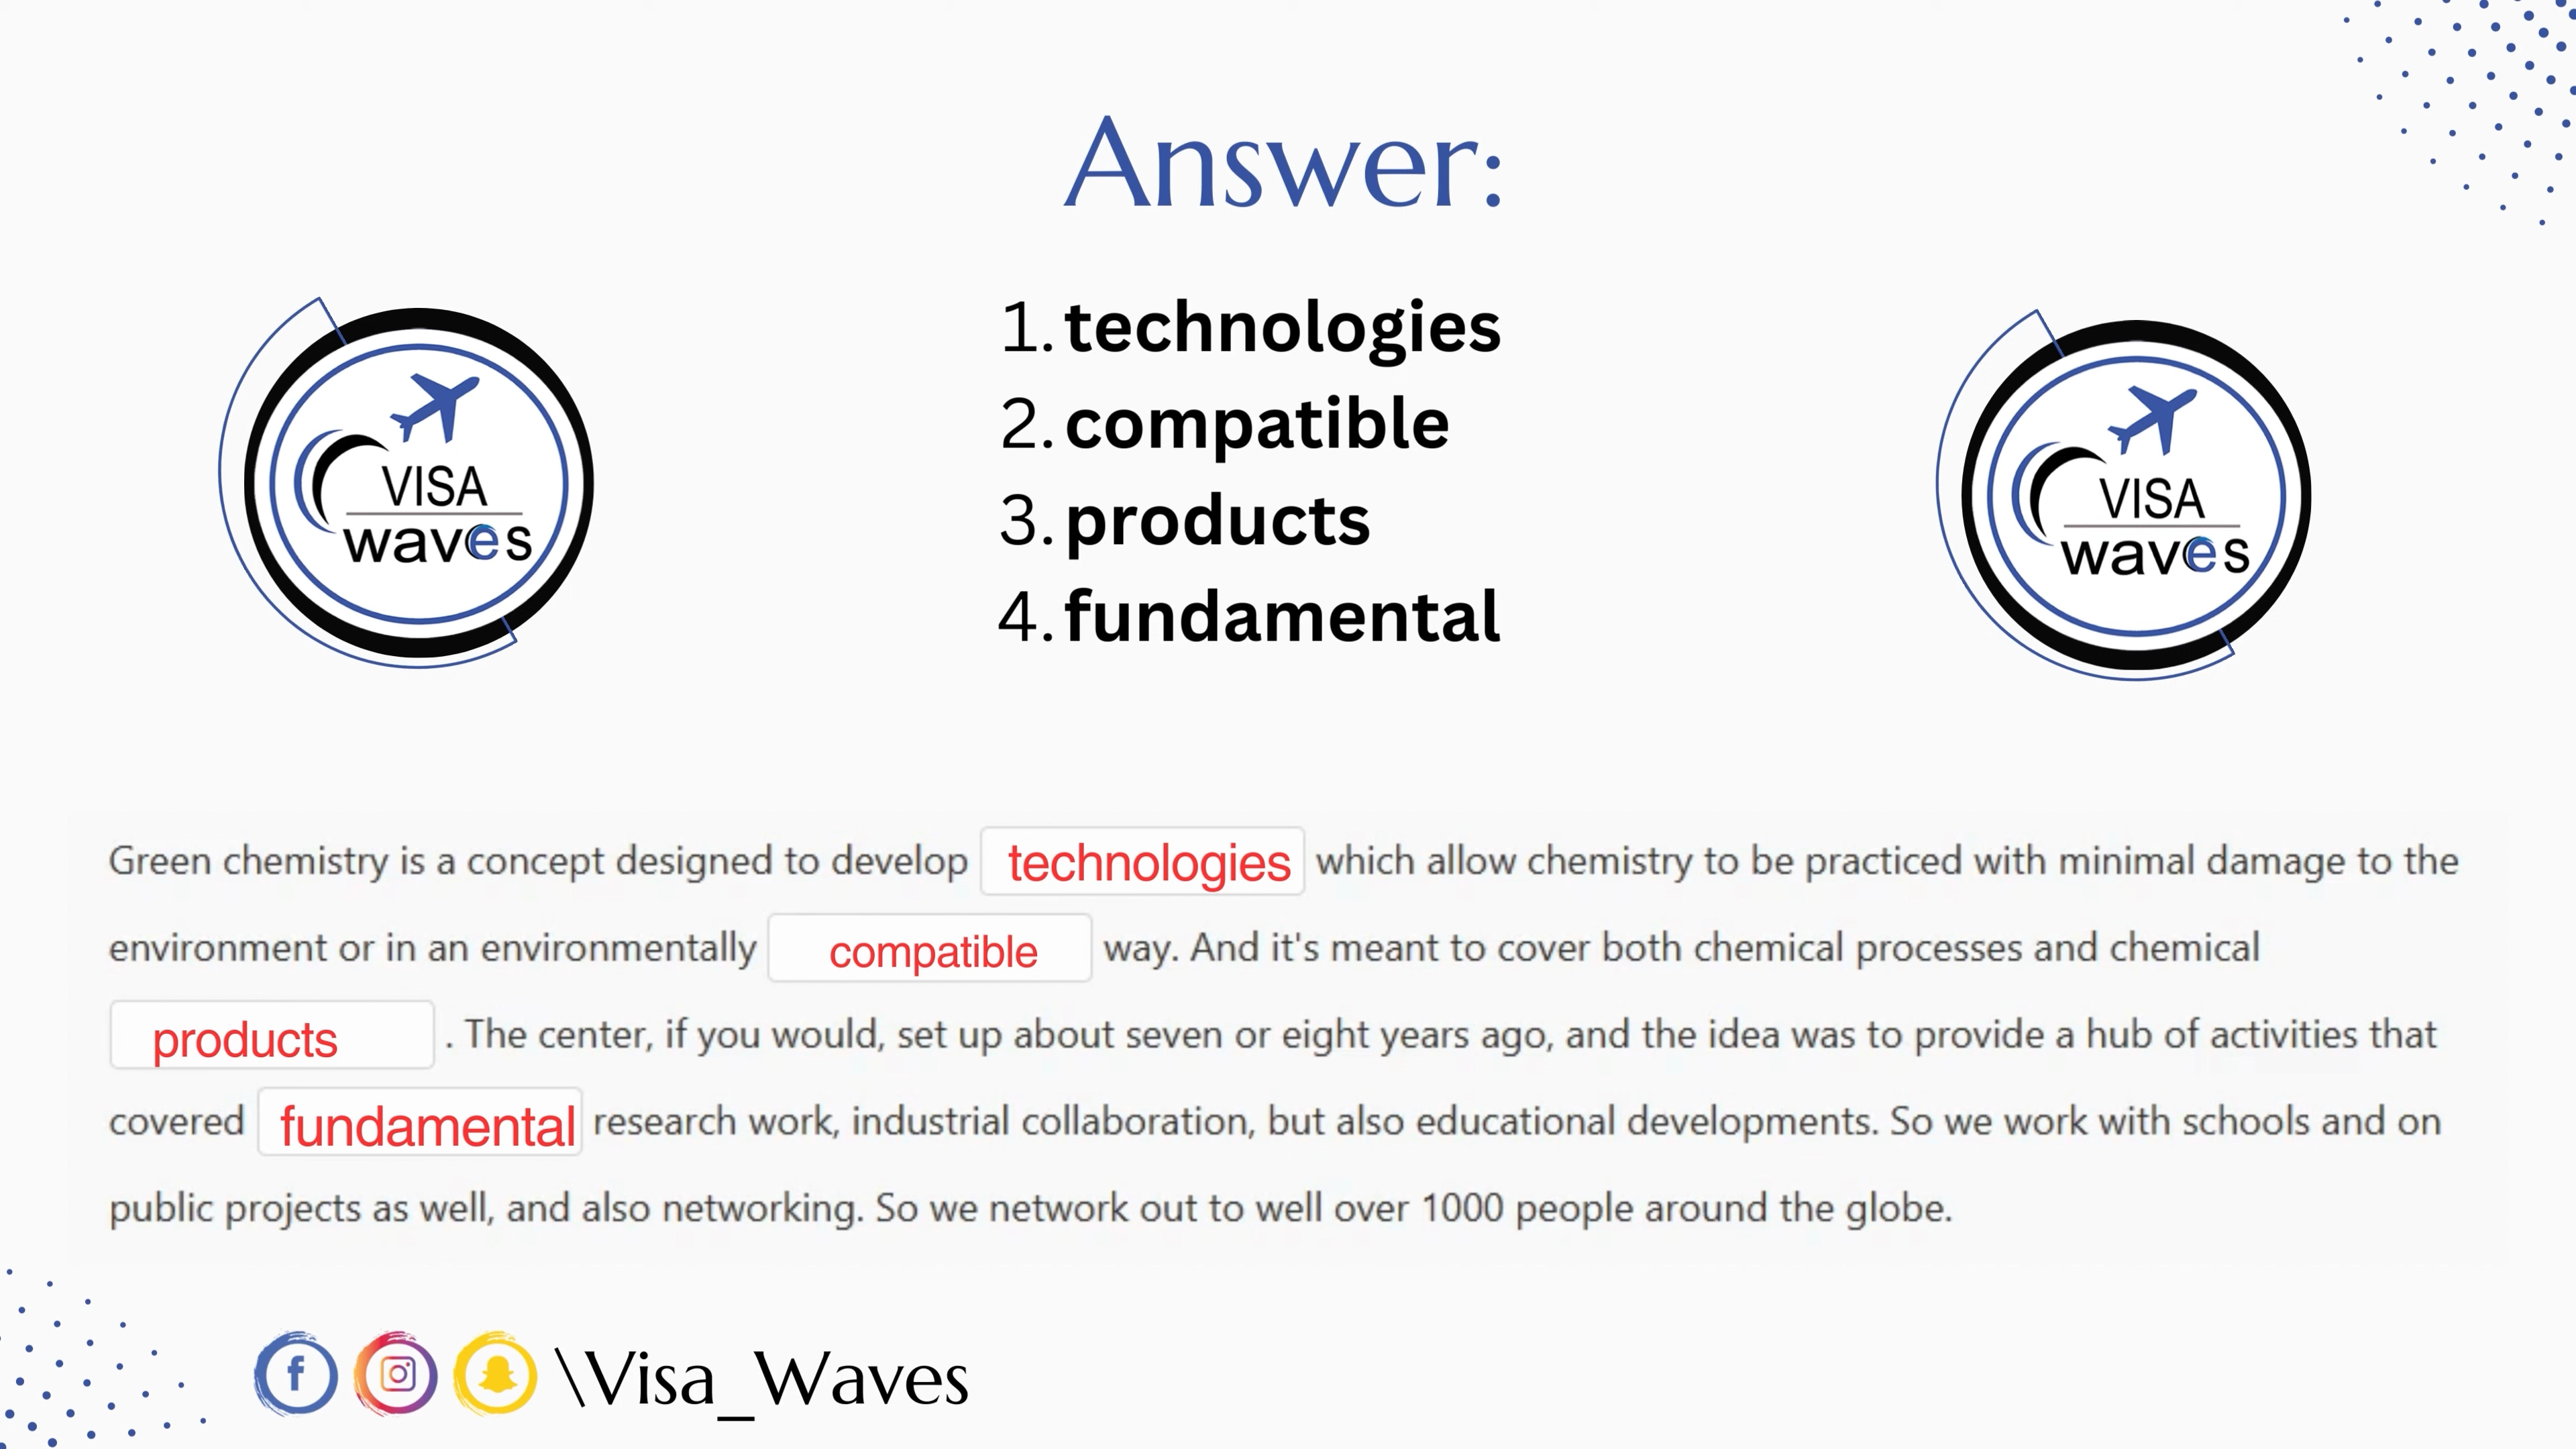 Answer:
1. technologies
2. compatible
3. products
4. fundamental
VISA
waves
VISA
waves
Green chemistry is a concept designed to develop technologies which allow chemistry to be practiced with minimal damage to the
environment or in an environmentally compatible way. And it's meant to cover both chemical processes and chemical
products . The center, if you would, set up about seven or eight years ago, and the idea was to provide a hub of activities that
covered fundamental research work, industrial collaboration, but also educational developments. So we work with schools and on
public projects as well, and also networking. So we network out to well over 1000 people around the globe.
\Visa_Waves